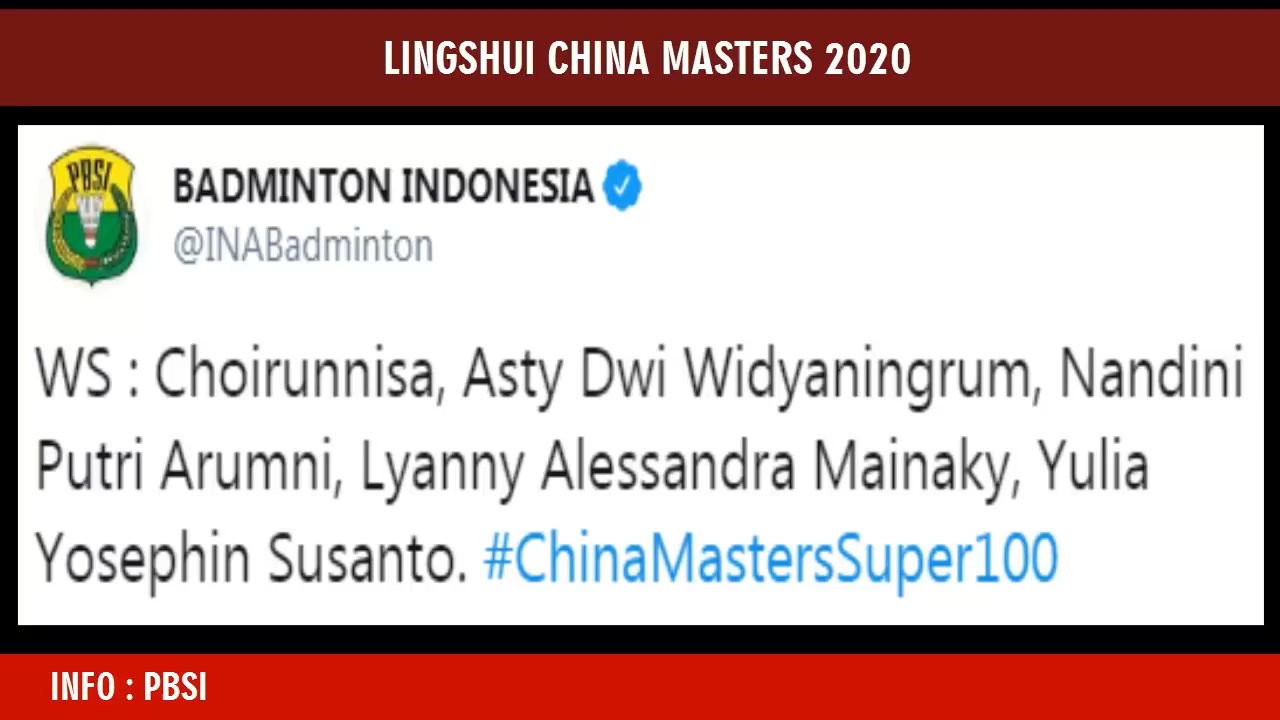 LINGSHUI CHINA MASTERS 2020
PBSI
BADMINTON INDONESIA
@INABadminton
WS : Choirunnisa, Asty Dwi Widyaningrum, Nandini
Putri Arumni, Lyanny Alessandra Mainaky, Yulia
Yosephin Susanto. #ChinaMastersSuper100
INFO : PBSI